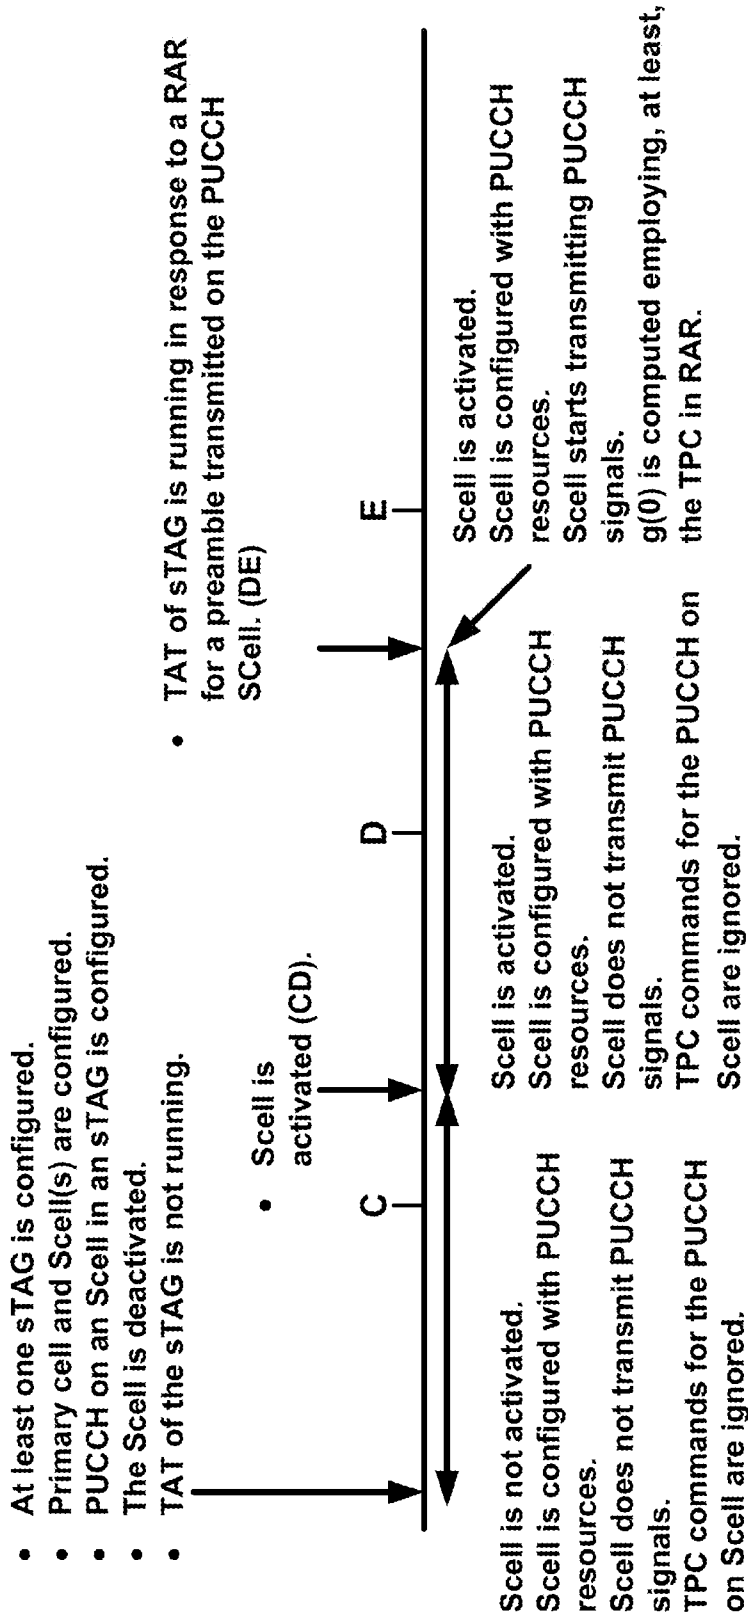 • At least one sTAG is configured.
• Primary cell and Scell(s) are configured.
• PUCCH on an Scell in an sTAG is configured.
• The Scell is deactivated.
• TAT of the sTAG is not running.
• Scell is
activated (CD).
• TAT of sTAG is running in response to a RAR
for a preamble transmitted on the PUCCH
SCell. (DE)
C
D
E
Scell is not activated.
Scell is configured with PUCCH
resources.
Scell does not transmit PUCCH
signals.
TPC commands for the PUCCH
on Scell are ignored.
Scell is activated.
Scell is configured with PUCCH
resources.
Scell does not transmit PUCCH
signals.
TPC commands for the PUCCH on
Scell are ignored.
Scell is activated.
Scell is configured with PUCCH
resources.
Scell starts transmitting PUCCH
signals.
g(0) is computed employing, at least,
the TPC in RAR.